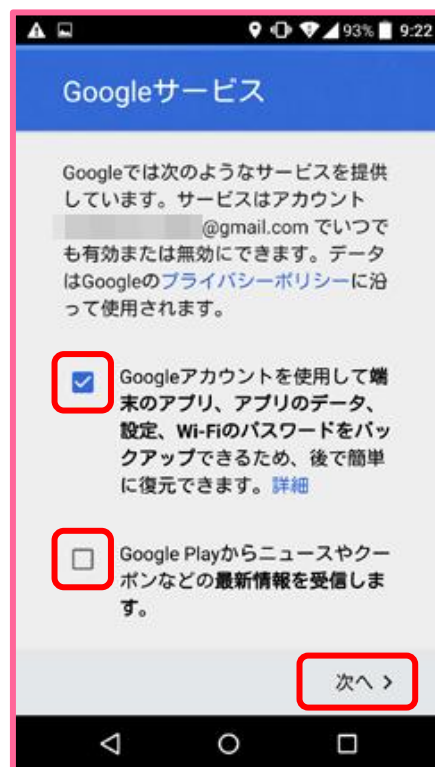 93% 9:22
Googleサービス
Googleでは次のようなサービスを提供
しています。サービスはアカウント
@gmail.com でいつで
も有効または無効にできます。データ
はGoogleのプライバシーポリシーに沿
って使用されます。
Googleアカウントを使用して端
末のアプリ、アプリのデータ、
設定、Wi-Fiのパスワードをバッ
クアップできるため、後で簡単
に復元できます。詳細
Google Playからニュースやクー
ポンなどの最新情報を受信しま
す。
次へ